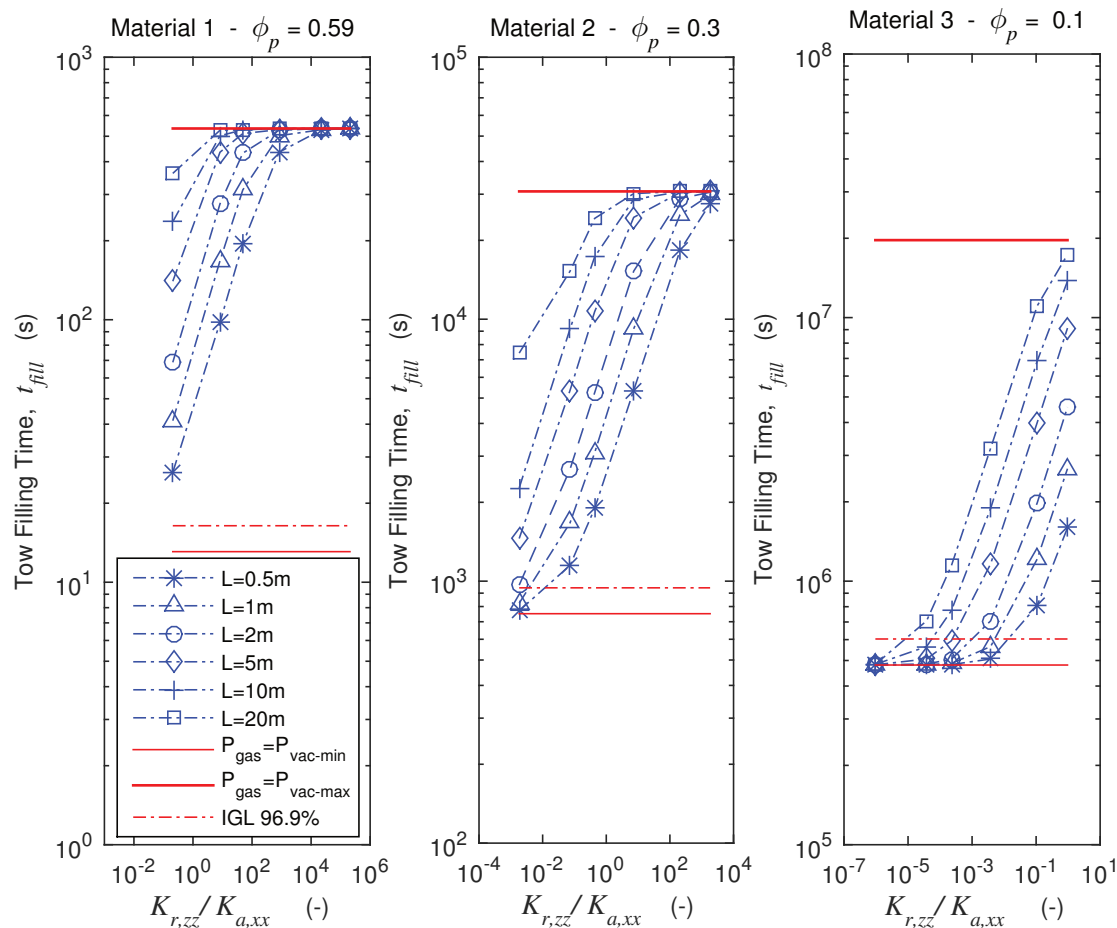 Material 1 - ϕp = 0.59
Tow Filling Time, tfill (s)
10^3
10^2
10^1
10^0
L=0.5m
L=1m
L=2m
L=5m
L=10m
L=20m
Pgas=Pvac-min
Pgas=Pvac-max
IGL 96.9%
10^-2 10^0 10^2 10^4 10^6
Kr,zz/Ka,xx (-)
Material 2 - ϕp = 0.3
Tow Filling Time, tfill (s)
10^5
10^4
10^3
10^2
10^-4 10^-2 10^0 10^2 10^4
Kr,zz/Ka,xx (-)
Material 3 - ϕp = 0.1
Tow Filling Time, tfill (s)
10^8
10^7
10^6
10^5
10^-7 10^-5 10^-3 10^-1 10^1
Kr,zz/Ka,xx (-)